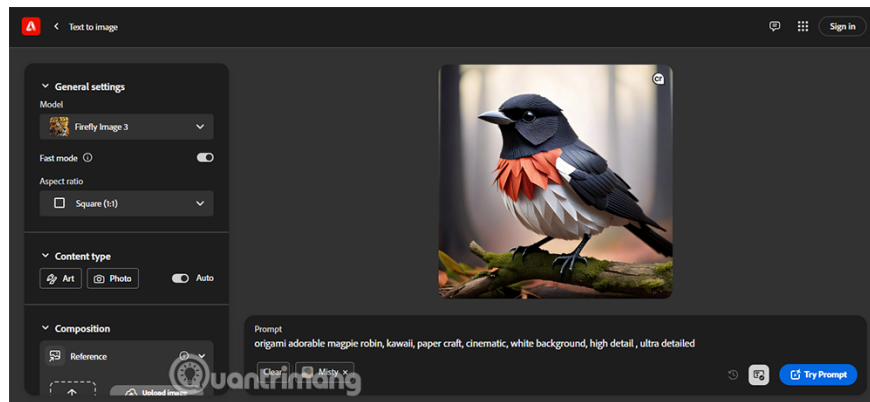 Text to image
Sign in
General settings
Model
Firefly Image 3
Fast mode
Aspect ratio
Square (1:1)
Content type
Art
Photo
Auto
Composition
Reference
Upload image
cr
Prompt
origami adorable magpie robin, kawaii, paper craft, cinematic, white background, high detail , ultra detailed
Clear
Misty ×
Try Prompt
Quantrimang